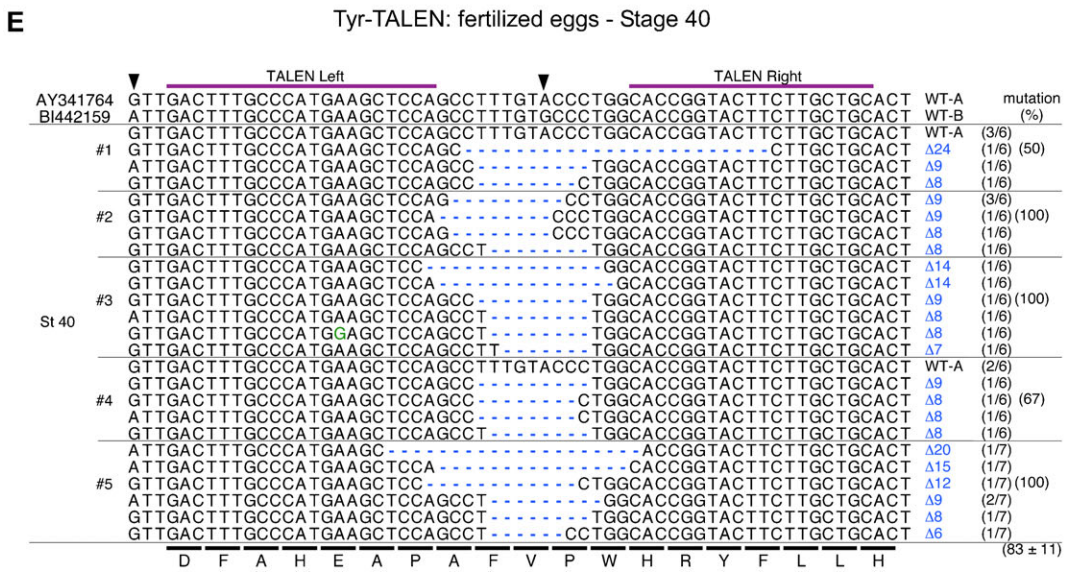 E
Tyr-TALEN: fertilized eggs - Stage 40
TALEN Left TALEN Right
AY341764 GTTGACTTTGCCCATGAAGCTCCAGCCTTTGTACCCTGGCACCGGTACTTCTTGCTGCACT WT-A mutation
BI442159 ATTGACTTTGCCCATGAAGCTCCAGCCTTTGTGCCCTGGCACCGGTACTTCTTGCTGCACT WT-B (%)
GTTGACTTTGCCCATGAAGCTCCAGCCTTTGTACCCTGGCACCGGTACTTCTTGCTGCACT WT-A (3/6)
#1 GTTGACTTTGCCCATGAAGCTCCAGC------------------------CTTGCTGCACT Δ24 (1/6) (50)
ATTGACTTTGCCCATGAAGCTCCAGCC---------TGGCACCGGTACTTCTTGCTGCACT Δ9 (1/6)
GTTGACTTTGCCCATGAAGCTCCAGCC--------CTGGCACCGGTACTTCTTGCTGCACT Δ8 (1/6)
GTTGACTTTGCCCATGAAGCTCCAG---------CCTGGCACCGGTACTTCTTGCTGCACT Δ9 (3/6)
#2 GTTGACTTTGCCCATGAAGCTCCA---------CCCTGGCACCGGTACTTCTTGCTGCACT Δ9 (1/6) (100)
GTTGACTTTGCCCATGAAGCTCCAG--------CCCTGGCACCGGTACTTCTTGCTGCACT Δ8 (1/6)
GTTGACTTTGCCCATGAAGCTCCAGCCT--------TGGCACCGGTACTTCTTGCTGCACT Δ8 (1/6)
GTTGACTTTGCCCATGAAGCTCC--------------GGCACCGGTACTTCTTGCTGCACT Δ14 (1/6)
GTTGACTTTGCCCATGAAGCTCCA--------------GCACCGGTACTTCTTGCTGCACT Δ14 (1/6)
#3 GTTGACTTTGCCCATGAAGCTCCAGCC---------TGGCACCGGTACTTCTTGCTGCACT Δ9 (1/6) (100)
St 40 ATTGACTTTGCCCATGAAGCTCCAGCCT--------TGGCACCGGTACTTCTTGCTGCACT Δ8 (1/6)
GTTGACTTTGCCCATGGAGCTCCAGCCT--------TGGCACCGGTACTTCTTGCTGCACT Δ8 (1/6)
GTTGACTTTGCCCATGAAGCTCCAGCCTT-------TGGCACCGGTACTTCTTGCTGCACT Δ7 (1/6)
GTTGACTTTGCCCATGAAGCTCCAGCCTTTGTACCCTGGCACCGGTACTTCTTGCTGCACT WT-A (2/6)
GTTGACTTTGCCCATGAAGCTCCAGCC---------TGGCACCGGTACTTCTTGCTGCACT Δ9 (1/6)
#4 GTTGACTTTGCCCATGAAGCTCCAGCC--------CTGGCACCGGTACTTCTTGCTGCACT Δ8 (1/6) (67)
ATTGACTTTGCCCATGAAGCTCCAGCC--------CTGGCACCGGTACTTCTTGCTGCACT Δ8 (1/6)
GTTGACTTTGCCCATGAAGCTCCAGCCT--------TGGCACCGGTACTTCTTGCTGCACT Δ8 (1/6)
ATTGACTTTGCCCATGAAGC--------------------ACCGGTACTTCTTGCTGCACT Δ20 (1/7)
ATTGACTTTGCCCATGAAGCTCCA---------------CACCGGTACTTCTTGCTGCACT Δ15 (1/7)
#5 GTTGACTTTGCCCATGAAGCTCC------------CTGGCACCGGTACTTCTTGCTGCACT Δ12 (1/7) (100)
ATTGACTTTGCCCATGAAGCTCCAGCCT---------GGCACCGGTACTTCTTGCTGCACT Δ9 (2/7)
GTTGACTTTGCCCATGAAGCTCCAGCCT--------TGGCACCGGTACTTCTTGCTGCACT Δ8 (1/7)
GTTGACTTTGCCCATGAAGCTCCAGCCT------CCTGGCACCGGTACTTCTTGCTGCACT Δ6 (1/7)
(83 ± 11)
D F A H E A P A F V P W H R Y F L L H